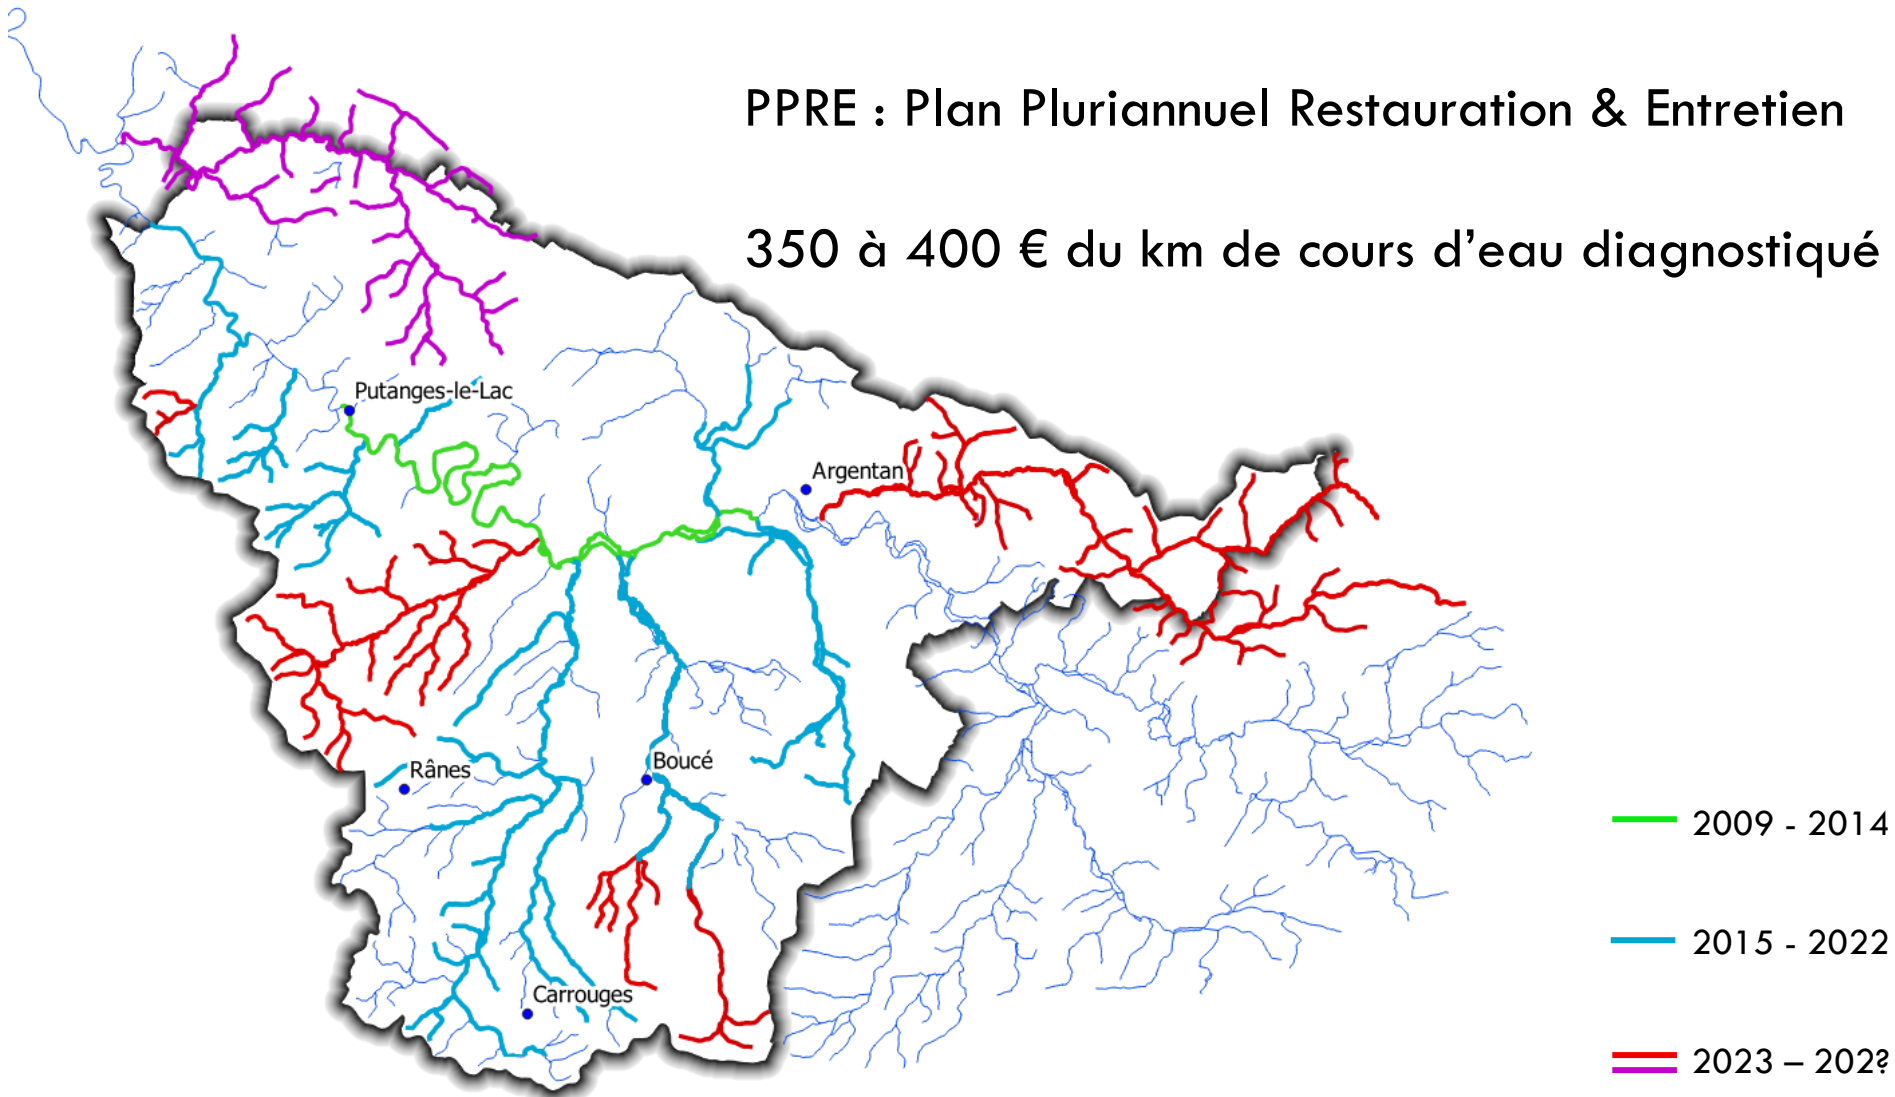 PPRE : Plan Pluriannuel Restauration & Entretien
350 à 400 € du km de cours d’eau diagnostiqué
Putanges-le-Lac
Argentan
Rânes
Boucé
Carrouges
2009 - 2014
2015 - 2022
2023 – 202?